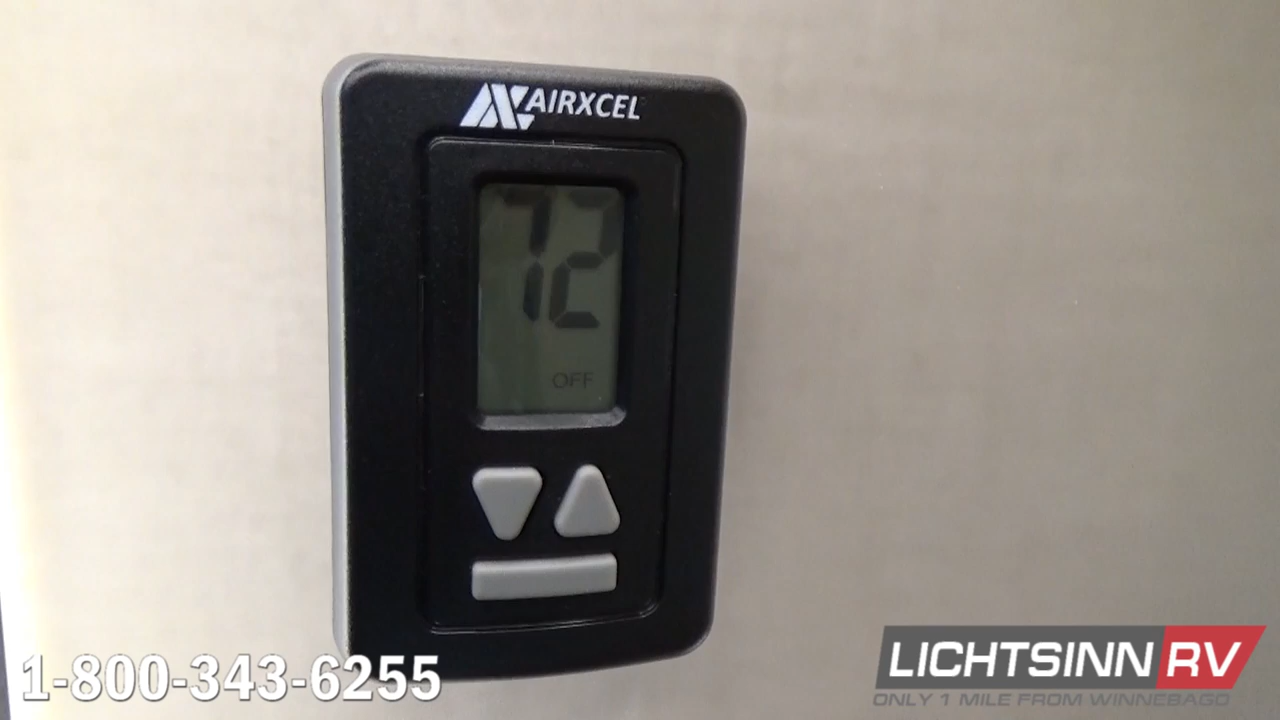 AIRXCEL
72
OFF
1-800-343-6255
LICHTSINN RV
ONLY 1 MILE FROM WINNEBAGO